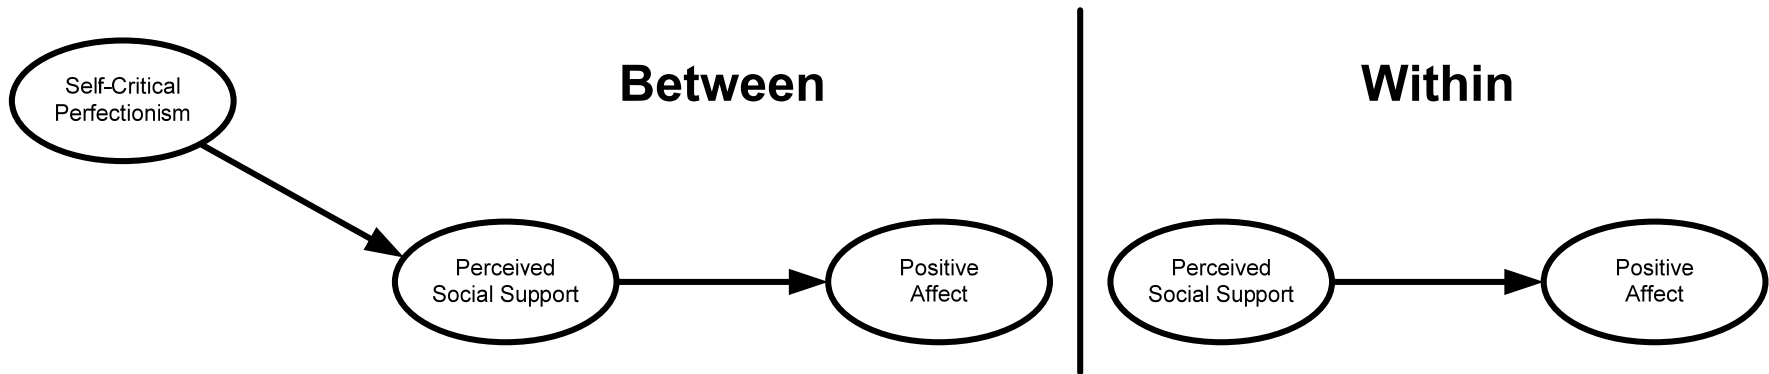 Self-Critical
Perfectionism
Between
Perceived
Social Support
Positive
Affect
Within
Perceived
Social Support
Positive
Affect